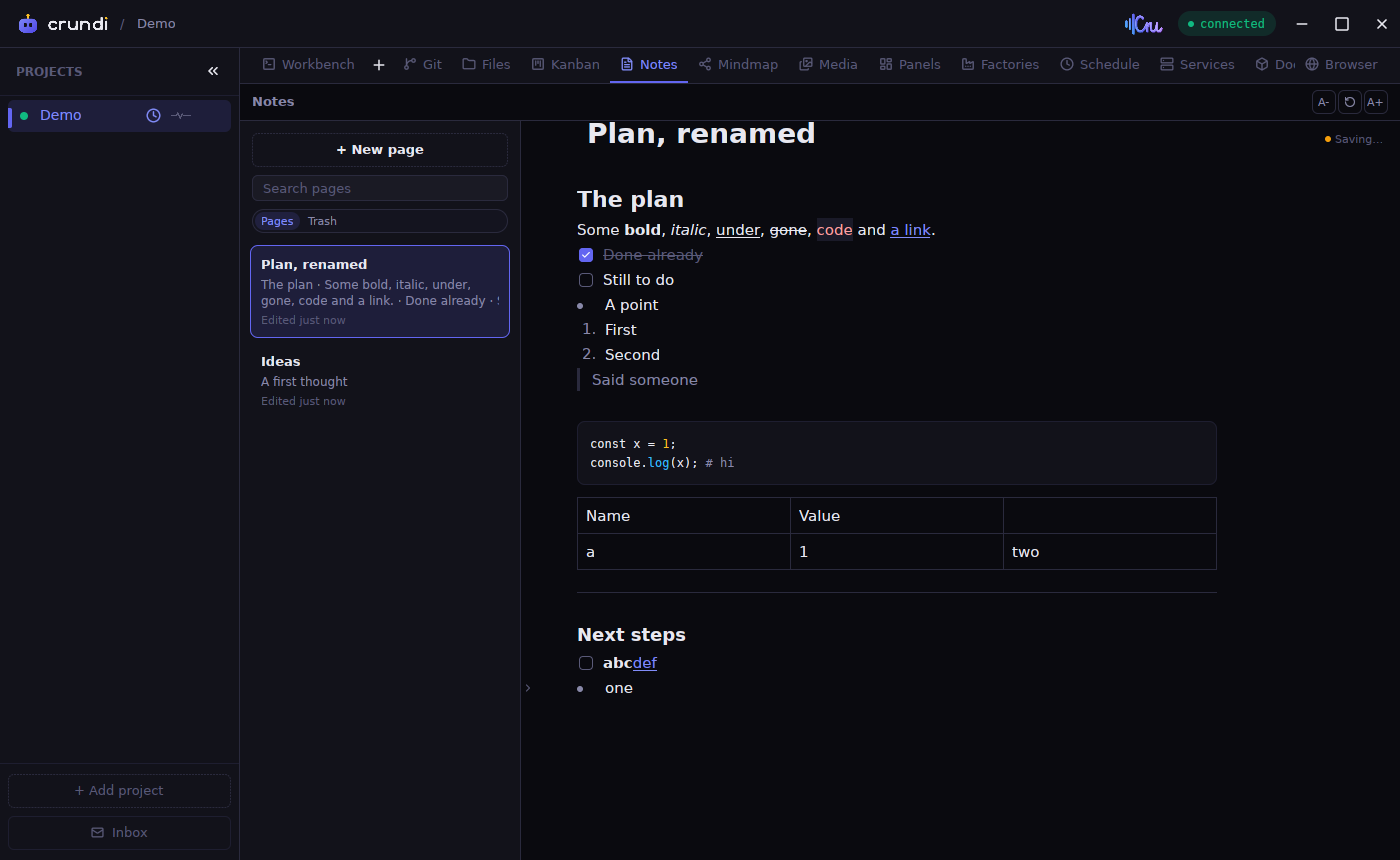 crundi / Demo
Cru
connected
PROJECTS
Workbench + Git Files Kanban Notes Mindmap Media Panels Factories Schedule Services Doc Browser
Demo
Notes
A- A+
+ New page
Search pages
Pages Trash
Plan, renamed
The plan · Some bold, italic, under,
gone, code and a link. · Done already ·
Edited just now
Ideas
A first thought
Edited just now
+ Add project
Inbox
Plan, renamed
Saving…
The plan
Some bold, italic, under, gone, code and a link.
Done already
Still to do
• A point
1. First
2. Second
Said someone
const x = 1;
console.log(x); # hi
Name Value
a 1 two
Next steps
abcdef
• one